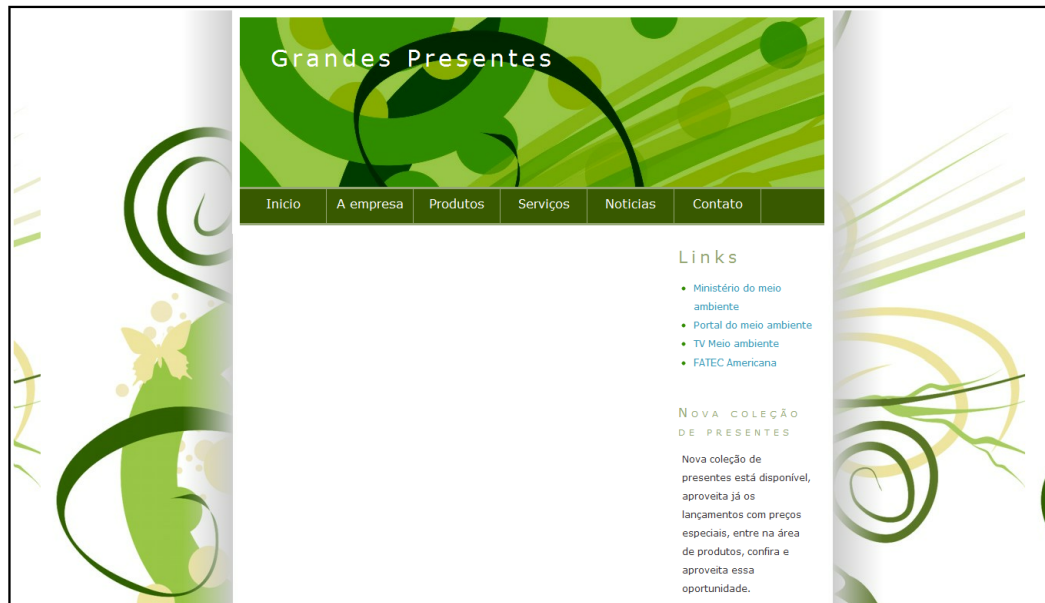 Grandes Presentes
Inicio A empresa Produtos Serviços Noticias Contato
Links
Ministério do meio
ambiente
Portal do meio ambiente
TV Meio ambiente
FATEC Americana
Nova coleção
de presentes
Nova coleção de
presentes está disponível,
aproveita já os
lançamentos com preços
especiais, entre na área
de produtos, confira e
aproveita essa
oportunidade.